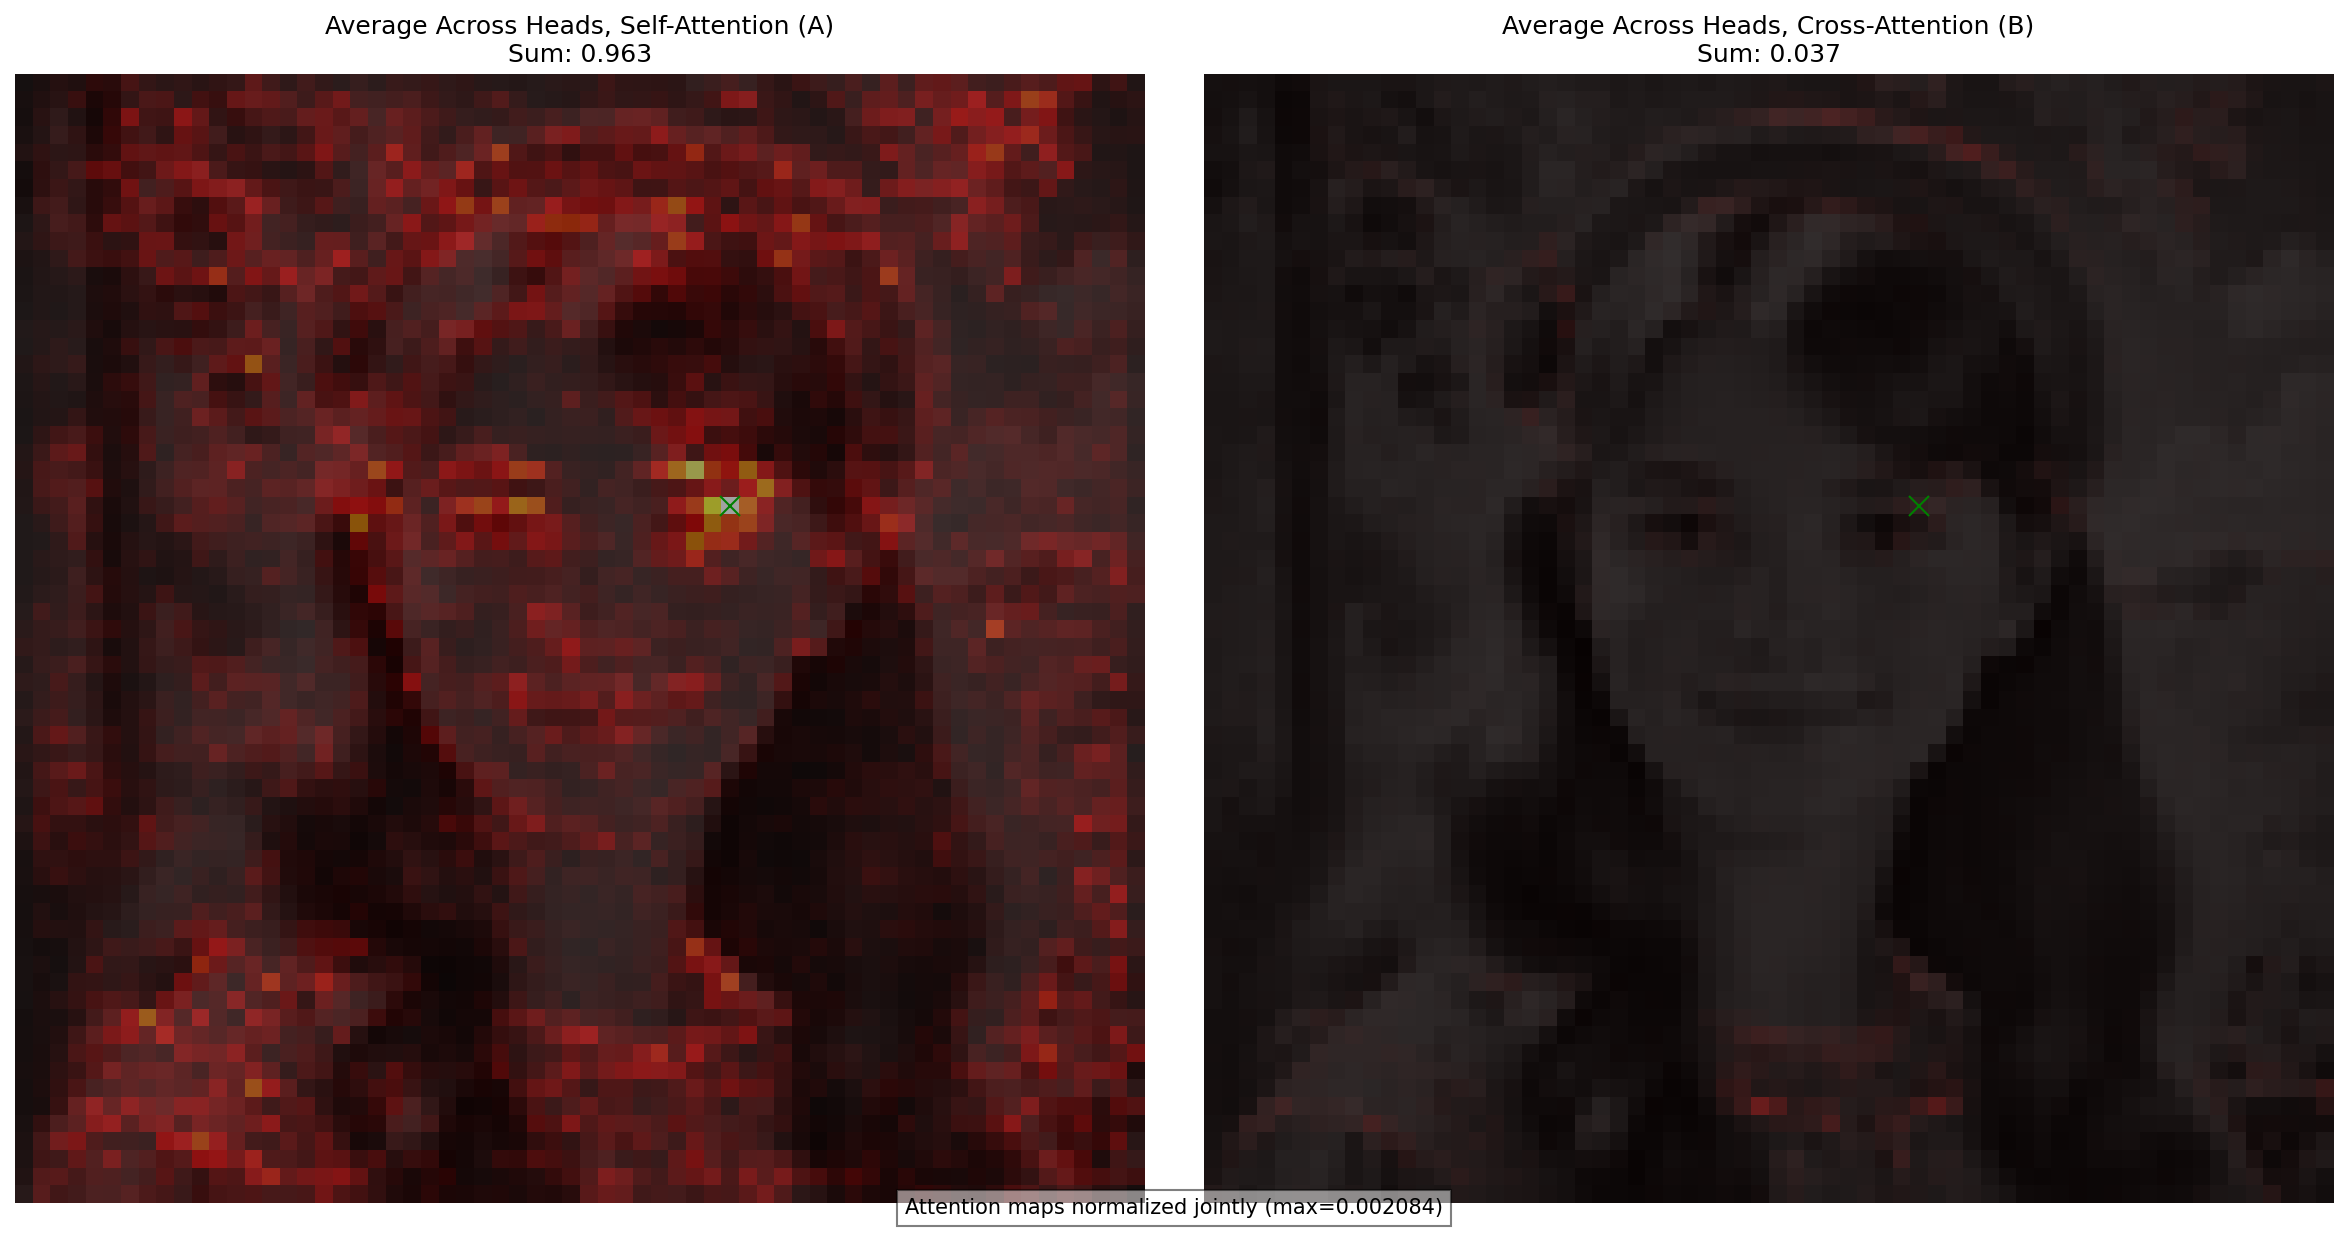 Average Across Heads, Self-Attention (A)
Sum: 0.963
Average Across Heads, Cross-Attention (B)
Sum: 0.037
Attention maps normalized jointly (max=0.002084)